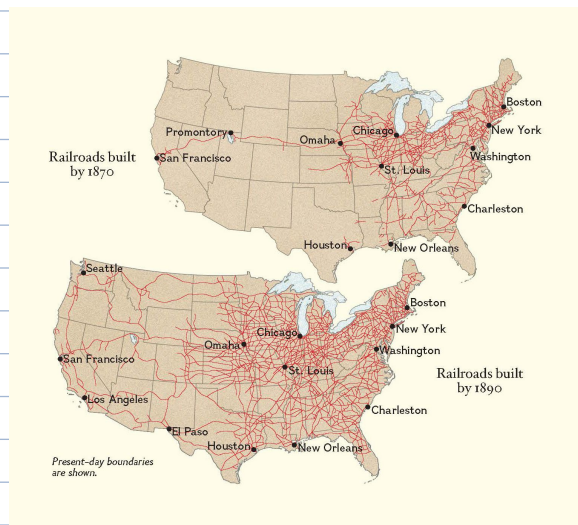 Boston
Promontory
Chicago
New York
Omaha
Railroads built
by 1870
San Francisco
Washington
St. Louis
Charleston
Houston
New Orleans
Seattle
Boston
Chicago
New York
Omaha
Washington
San Francisco
St. Louis
Railroads built
by 1890
Los Angeles
Charleston
El Paso
Houston
New Orleans
Present-day boundaries
are shown.